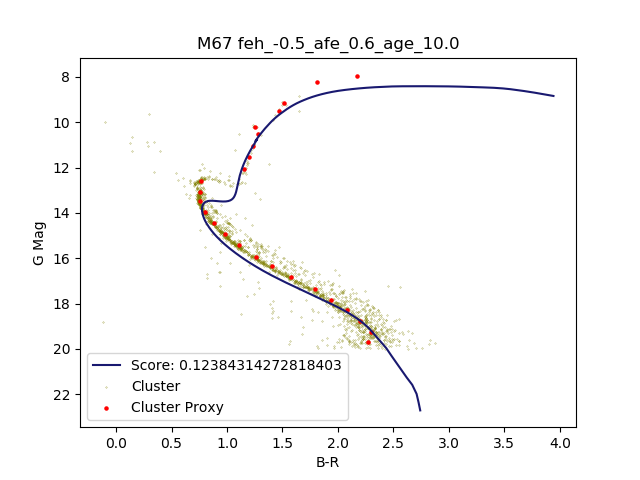 M67 feh_-0.5_afe_0.6_age_10.0
8
10
12
14
16
18
20
22
G Mag
Score: 0.12384314272818403
Cluster
Cluster Proxy
0.0 0.5 1.0 1.5 2.0 2.5 3.0 3.5 4.0
B-R